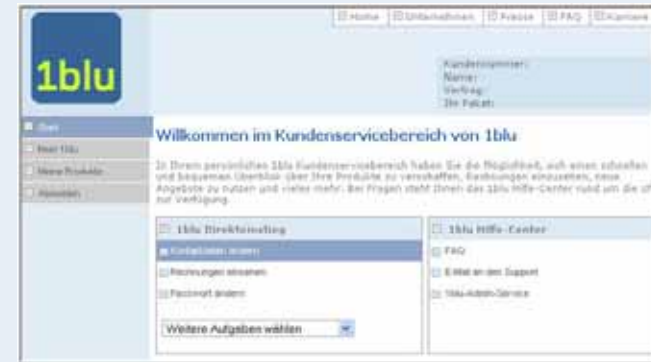 Home Unternehmen Presse FAQ Karriere
1blu
Kundennummer:
Name:
Vertrag:
Ihr Paket:
Start
Mein 1blu
Meine Produkte
Abmelden
Willkommen im Kundenservicebereich von 1blu
In Ihrem persönlichen 1blu Kundenservicebereich haben Sie die Möglichkeit, sich einen schnellen
und bequemen Überblick über Ihre Produkte zu verschaffen, Rechnungen einzusehen, neue
Angebote zu nutzen und vieles mehr. Bei Fragen steht Ihnen das 1blu Hilfe-Center rund um die
zur Verfügung.
1blu Direkteinstieg
Kontaktdaten ändern
Rechnungen einsehen
Passwort ändern
Weitere Aufgaben wählen
1blu Hilfe-Center
FAQ
E-Mail an den Support
1blu-Admin-Service